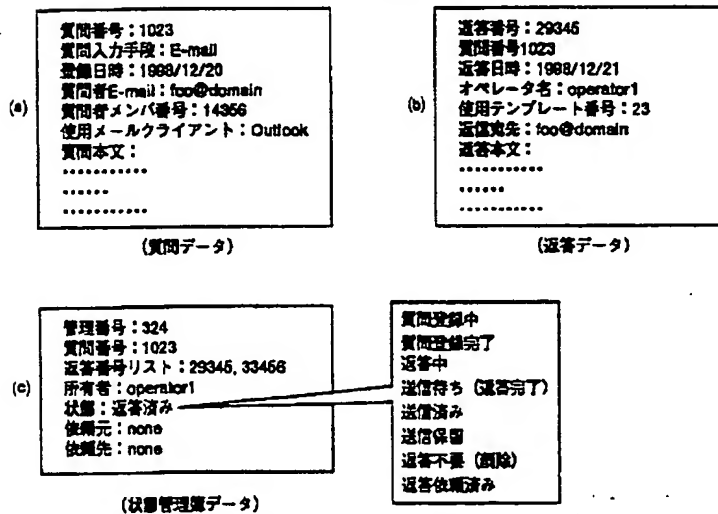 (a)
質問番号：1023
質問入力手段：E-mail
登録日時：1998/12/20
質問者E-mail：foo@domain
質問者メンバ番号：14356
使用メールクライアント：Outlook
質問本文：
・・・・・・・・・・・
・・・・・・
・・・・・・・・・・・
(質問データ)
(b)
返答番号：29345
質問番号1023
返答日時：1998/12/21
オペレータ名：operator1
使用テンプレート番号：23
返信宛先：foo@domain
返答本文：
・・・・・・・・・・・
・・・・・・
・・・・・・・・・・・
(返答データ)
(c)
管理番号：324
質問番号：1023
返答番号リスト：29345, 33456
所有者：operator1
状態：返答済み
依頼元：none
依頼先：none
(状態管理簿データ)
質問登録中
質問登録完了
返答中
送信待ち（返答完了）
送信済み
送信保留
返答不要（削除）
返答依頼済み